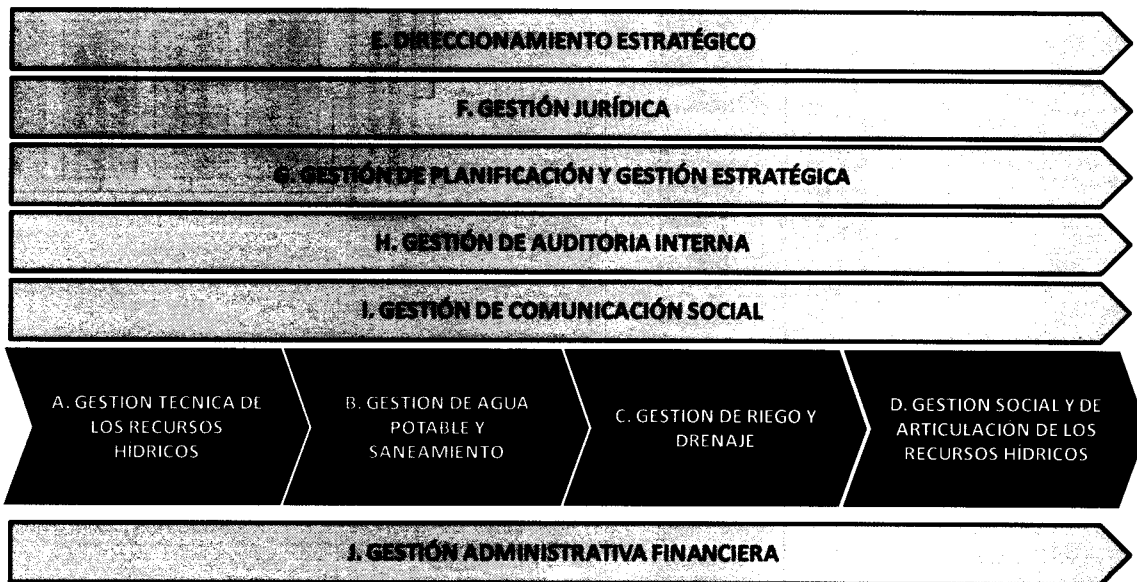 E. DIRECCIONAMIENTO ESTRATÉGICO
F. GESTIÓN JURÍDICA
G. GESTIÓN DE PLANIFICACIÓN Y GESTIÓN ESTRATÉGICA
H. GESTIÓN DE AUDITORIA INTERNA
I. GESTIÓN DE COMUNICACIÓN SOCIAL
A. GESTION TECNICA DE
LOS RECURSOS
HIDRICOS
B. GESTION DE AGUA
POTABLE Y
SANEAMIENTO
C. GESTION DE RIEGO Y
DRENAJE
D. GESTION SOCIAL Y DE
ARTICULACION DE LOS
RECURSOS HÍDRICOS
J. GESTIÓN ADMINISTRATIVA FINANCIERA